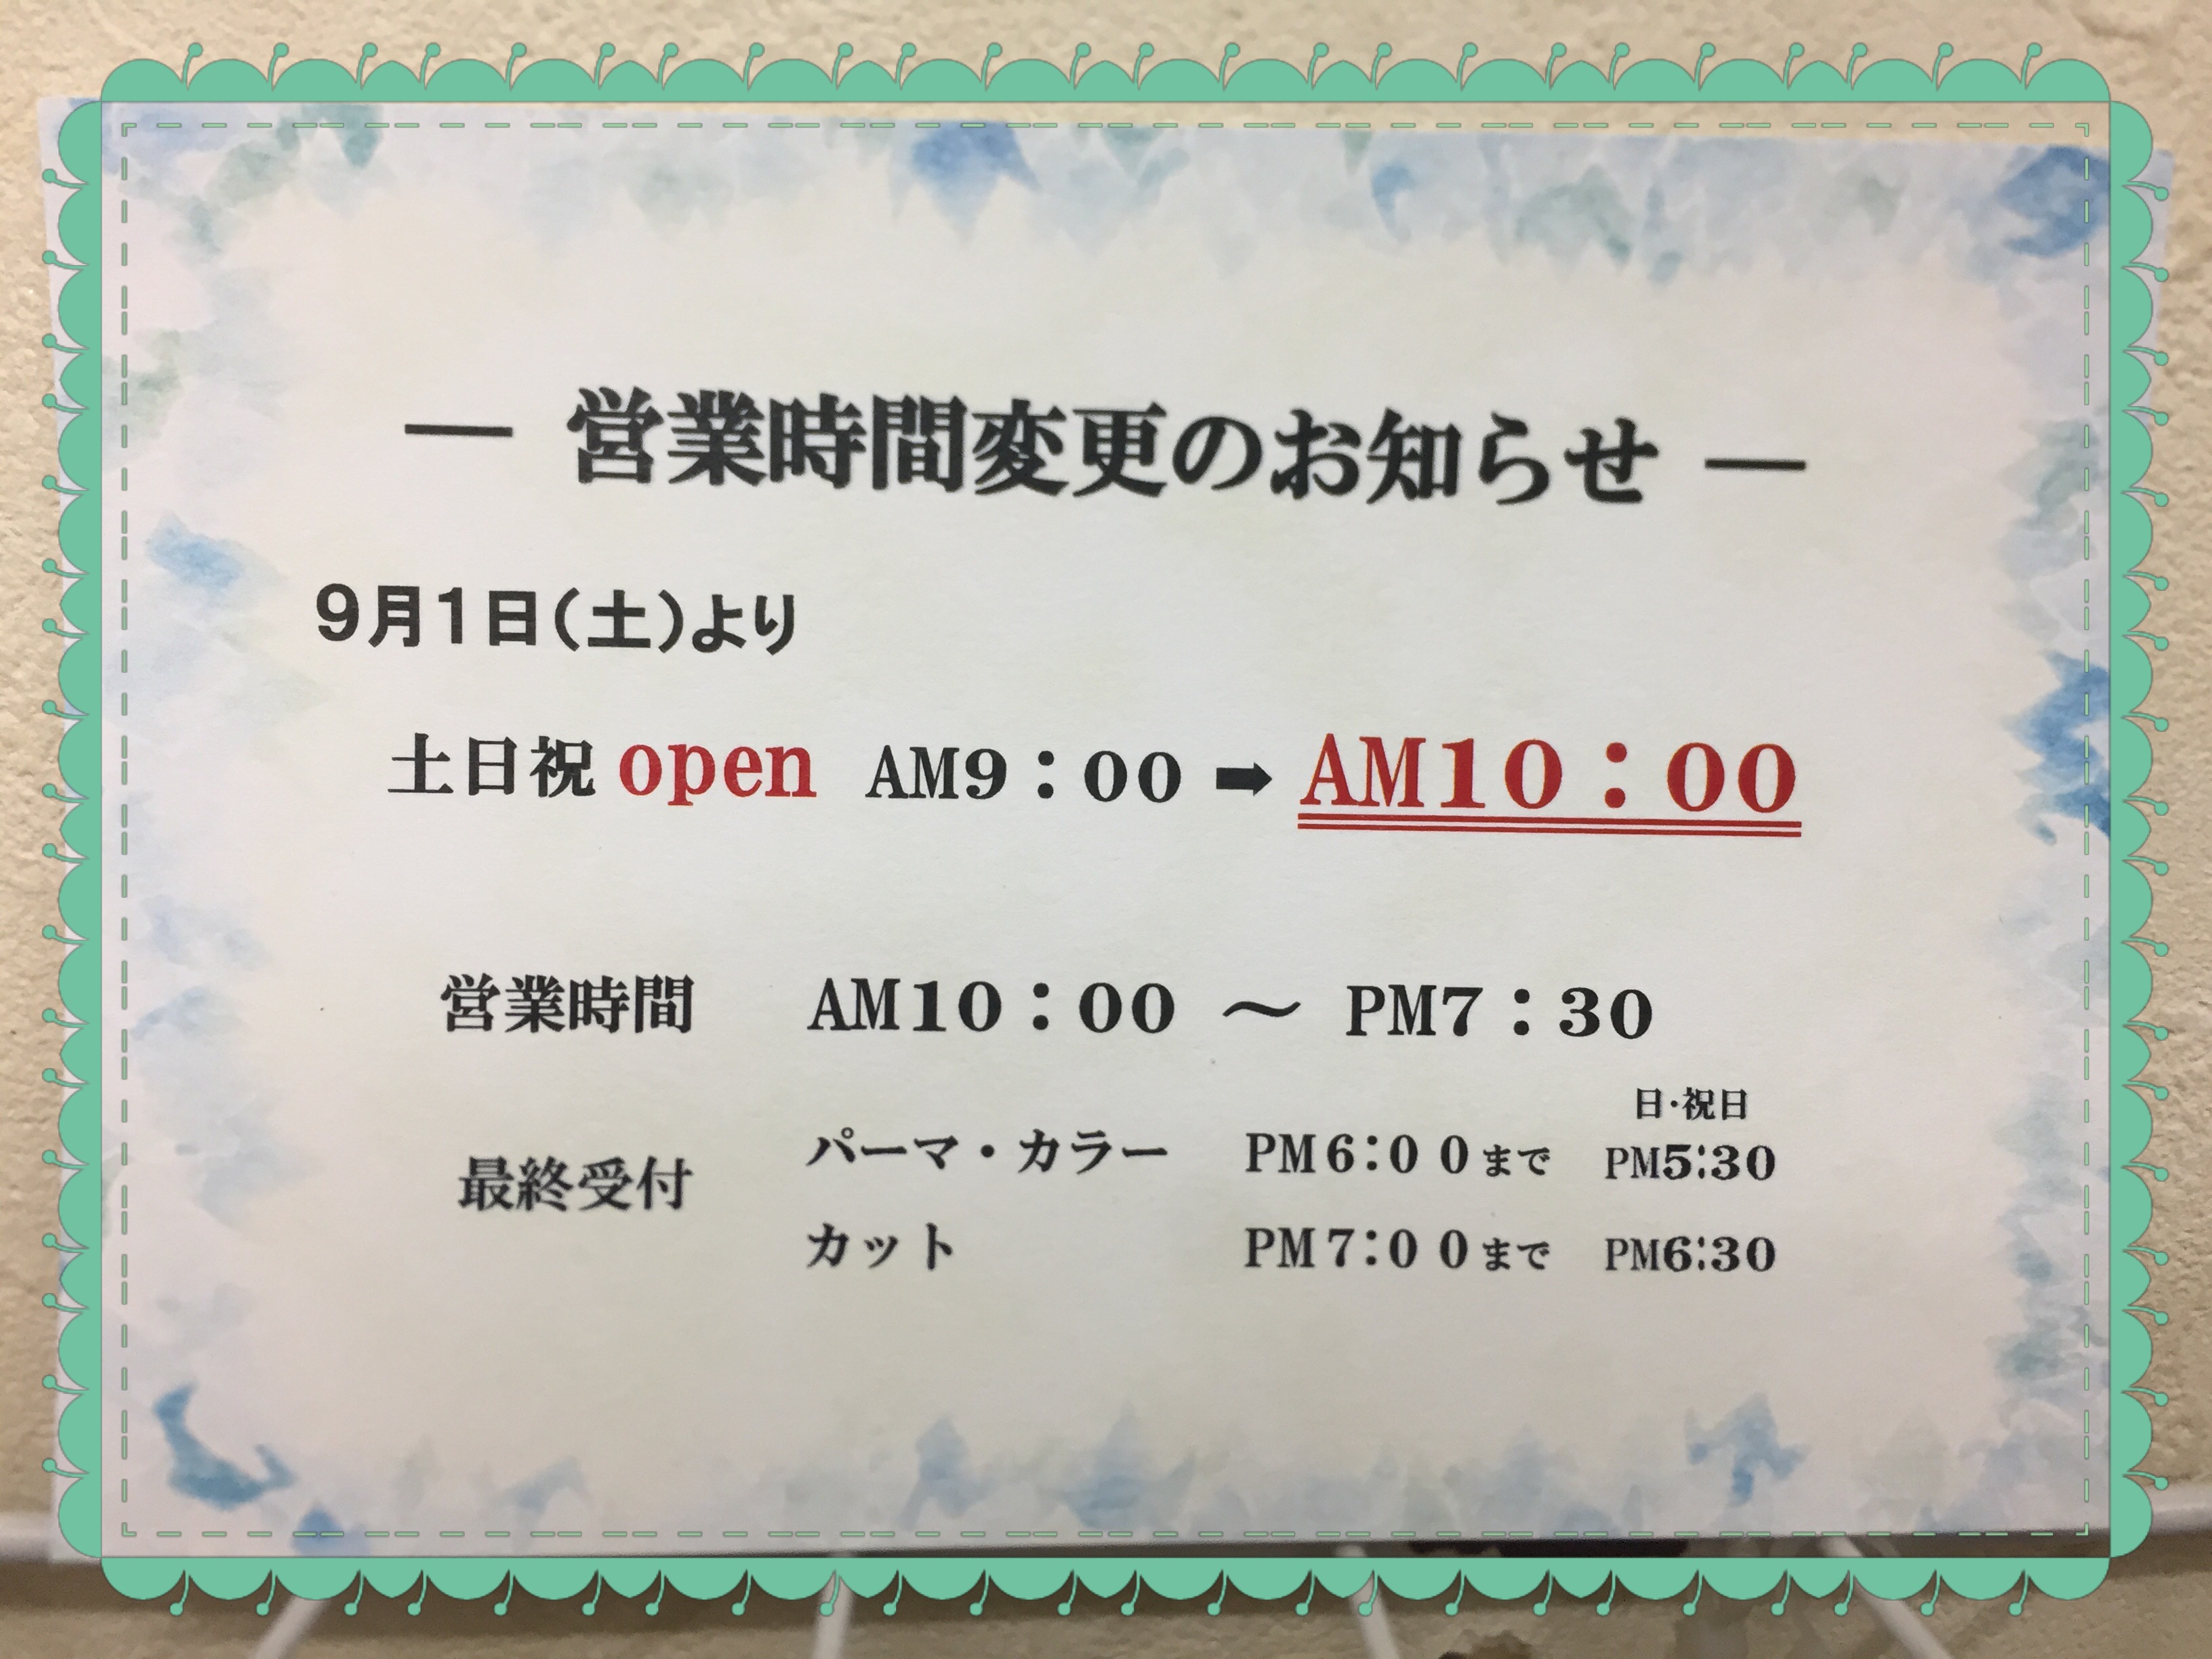 ― 営業時間変更のお知らせ ―
9月1日(土)より
土日祝 open AM9：00 ➡ AM10：00
営業時間 AM10：00 ～ PM7：30
日・祝日
最終受付 パーマ・カラー PM6:00まで PM5:30
カット PM7:00まで PM6:30